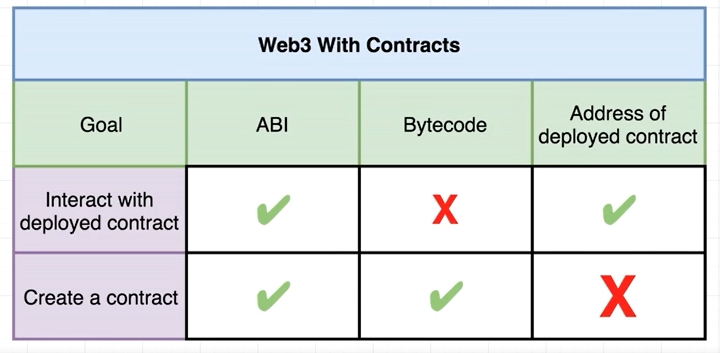 Web3 With Contracts
Goal
ABI
Bytecode
Address of
deployed contract
Interact with
deployed contract
✔
X
✔
Create a contract
✔
✔
X